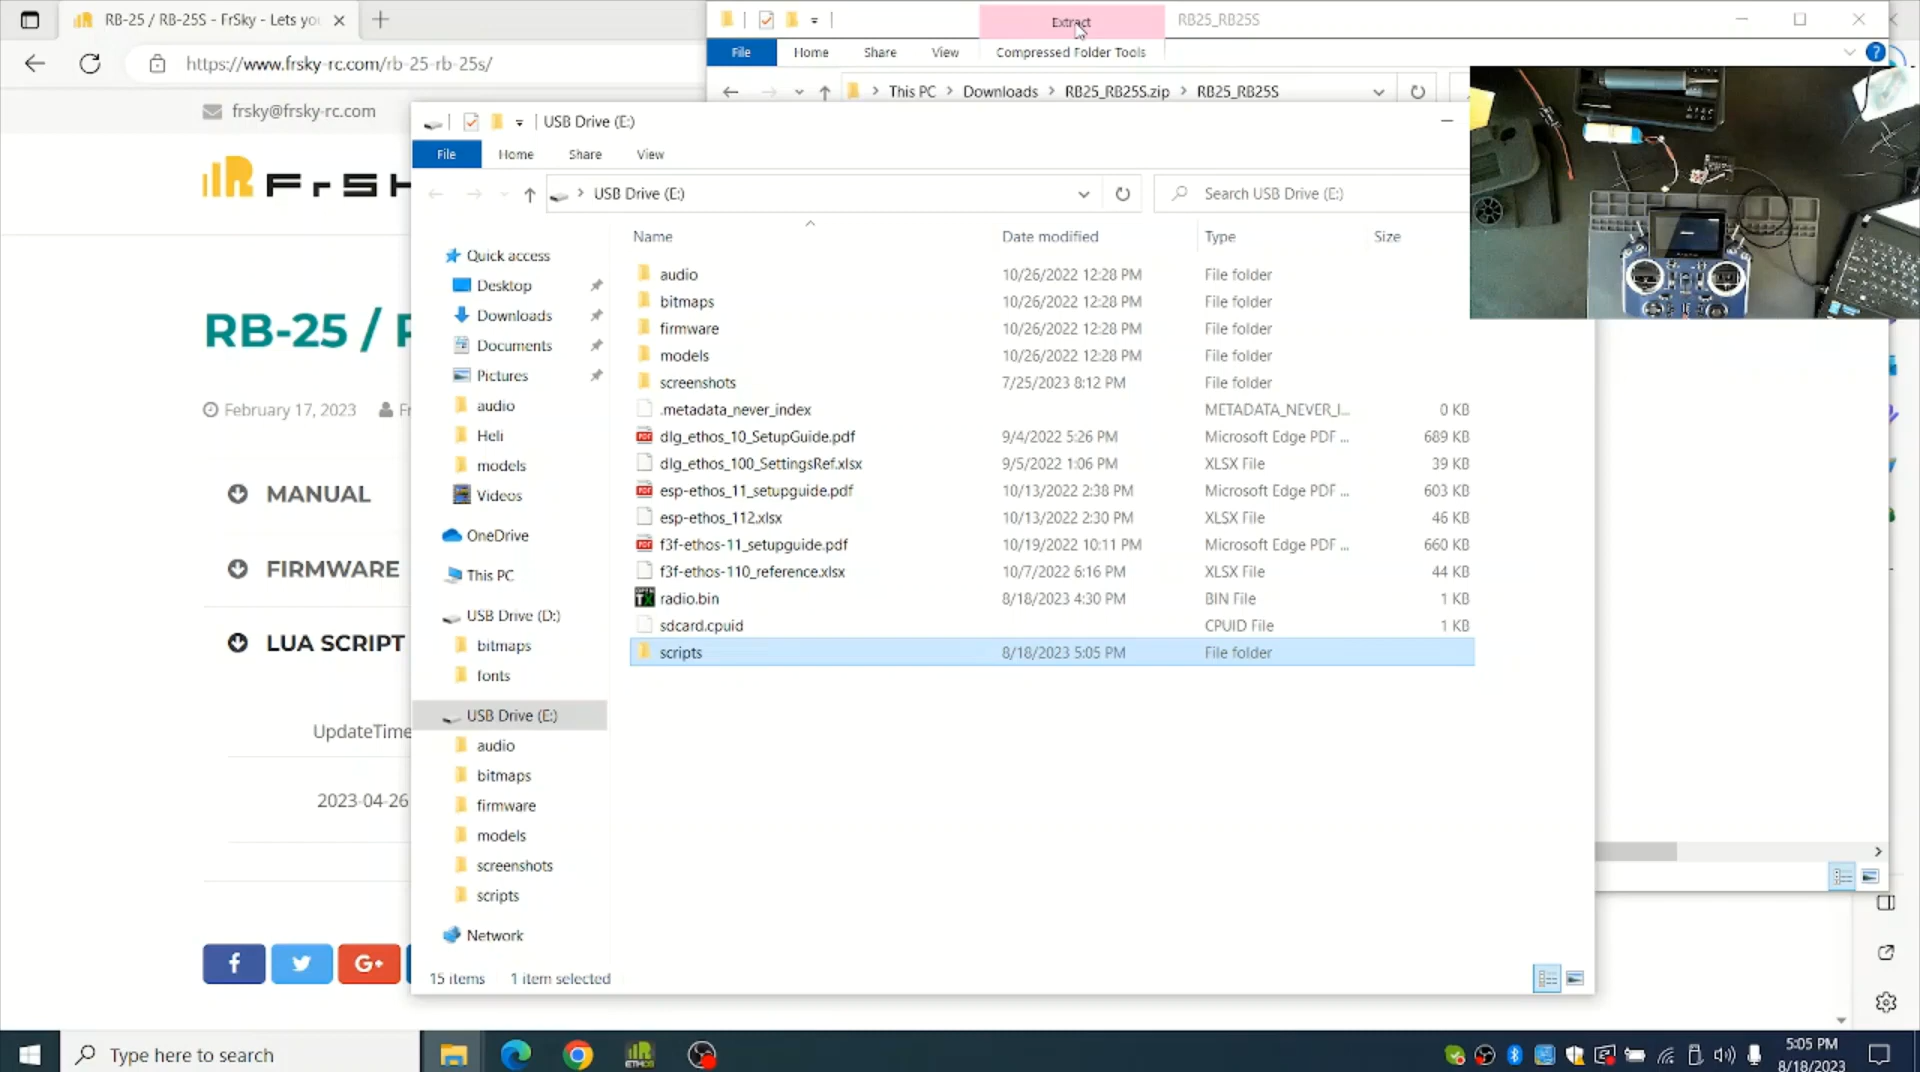 RB-25 / RB-25S - FrSky - Lets yo
https://www.frsky-rc.com/rb-25-rb-25s/
frsky@frsky-rc.com
FrSK
RB-25 /
February 17, 2023
Fr
MANUAL
FIRMWARE
LUA SCRIPT
UpdateTime
2023-04-26
f
G+
Extract
RB25_RB25S
File
Home
Share
View
Compressed Folder Tools
This PC > Downloads > RB25_RB25S.zip > RB25_RB25S
USB Drive (E:)
File
Home
Share
View
USB Drive (E:)
Search USB Drive (E:)
Quick access
Desktop
Downloads
Documents
Pictures
audio
Heli
models
Videos
OneDrive
This PC
USB Drive (D:)
bitmaps
fonts
USB Drive (E:)
audio
bitmaps
firmware
models
screenshots
scripts
Network
Name Date modified Type Size
audio 10/26/2022 12:28 PM File folder
bitmaps 10/26/2022 12:28 PM File folder
firmware 10/26/2022 12:28 PM File folder
models 10/26/2022 12:28 PM File folder
screenshots 7/25/2023 8:12 PM File folder
.metadata_never_index METADATA_NEVER_I... 0 KB
dlg_ethos_10_SetupGuide.pdf 9/4/2022 5:26 PM Microsoft Edge PDF ... 689 KB
dlg_ethos_100_SettingsRef.xlsx 9/5/2022 1:06 PM XLSX File 39 KB
esp-ethos_11_setupguide.pdf 10/13/2022 2:38 PM Microsoft Edge PDF ... 603 KB
esp-ethos_112.xlsx 10/13/2022 2:30 PM XLSX File 46 KB
f3f-ethos-11_setupguide.pdf 10/19/2022 10:11 PM Microsoft Edge PDF ... 660 KB
f3f-ethos-110_reference.xlsx 10/7/2022 6:16 PM XLSX File 44 KB
radio.bin 8/18/2023 4:30 PM BIN File 1 KB
sdcard.cpuid CPUID File 1 KB
scripts 8/18/2023 5:05 PM File folder
15 items 1 item selected
Type here to search
ETHOS
5:05 PM
8/18/2023